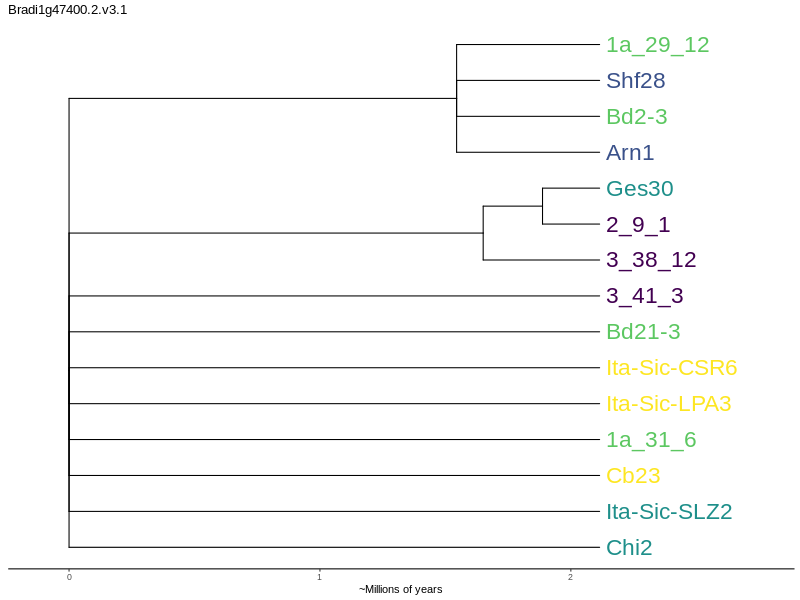 Bradi1g47400.2.v3.1
1a_29_12
Shf28
Bd2-3
Arn1
Ges30
2_9_1
3_38_12
3_41_3
Bd21-3
Ita-Sic-CSR6
Ita-Sic-LPA3
1a_31_6
Cb23
Ita-Sic-SLZ2
Chi2
0 1 2
~Millions of years